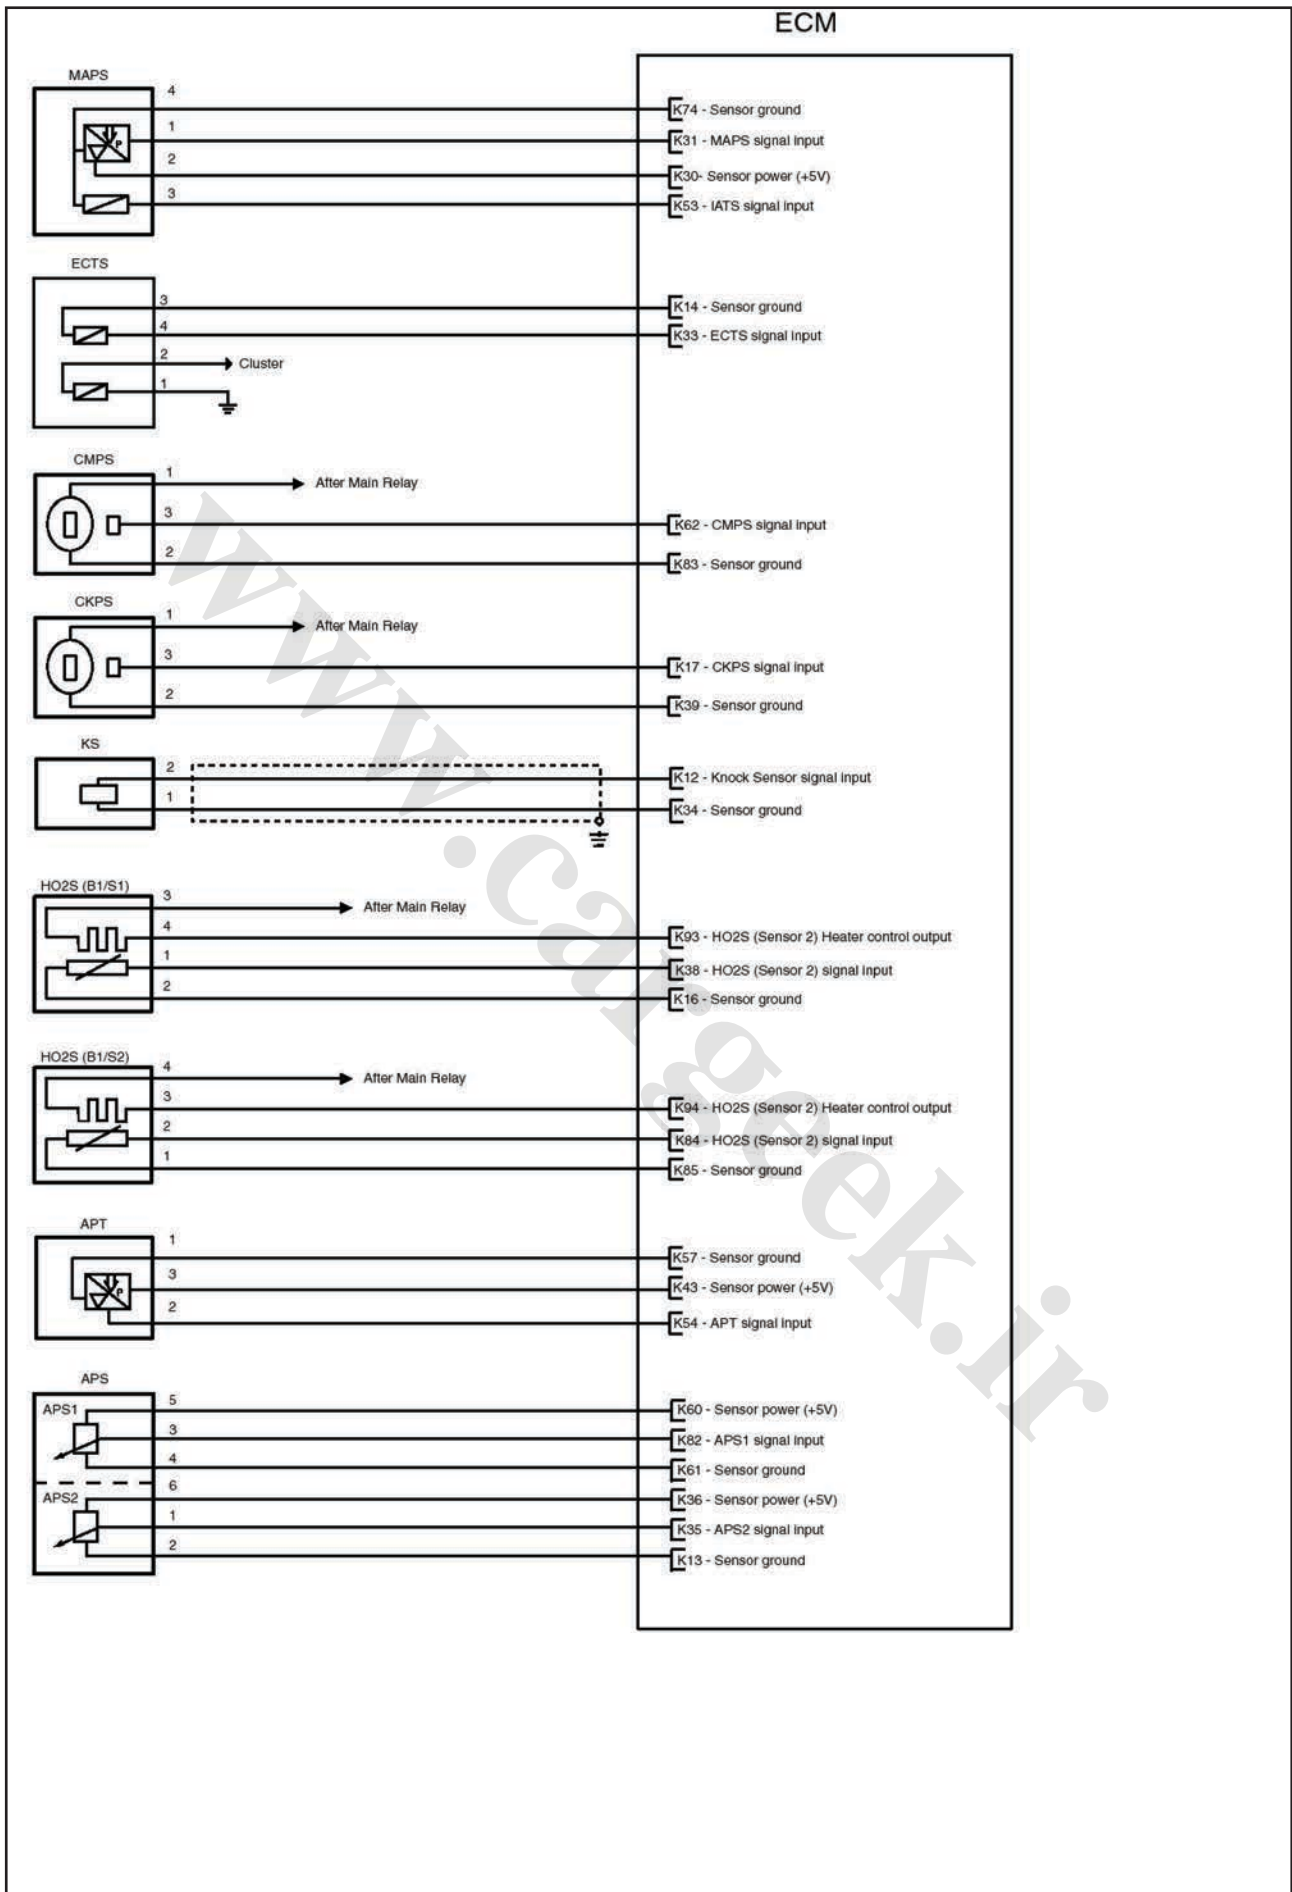 ECM
MAPS
4
K74 - Sensor ground
1
K31 - MAPS signal input
2
K30- Sensor power (+5V)
3
K53 - IATS signal input
ECTS
3
K14 - Sensor ground
4
K33 - ECTS signal input
2
Cluster
1
CMPS
1
After Main Relay
3
K62 - CMPS signal input
2
K83 - Sensor ground
CKPS
1
After Main Relay
3
K17 - CKPS signal input
2
K39 - Sensor ground
KS
2
K12 - Knock Sensor signal input
1
K34 - Sensor ground
HO2S (B1/S1)
3
After Main Relay
4
K93 - HO2S (Sensor 2) Heater control output
1
K38 - HO2S (Sensor 2) signal input
2
K16 - Sensor ground
HO2S (B1/S2)
4
After Main Relay
3
K94 - HO2S (Sensor 2) Heater control output
2
K84 - HO2S (Sensor 2) signal input
1
K85 - Sensor ground
APT
1
K57 - Sensor ground
3
K43 - Sensor power (+5V)
2
K54 - APT signal input
APS
APS1
5
K60 - Sensor power (+5V)
3
K82 - APS1 signal input
4
K61 - Sensor ground
APS2
6
K36 - Sensor power (+5V)
1
K35 - APS2 signal input
2
K13 - Sensor ground
P
P
www.cargeek.ir